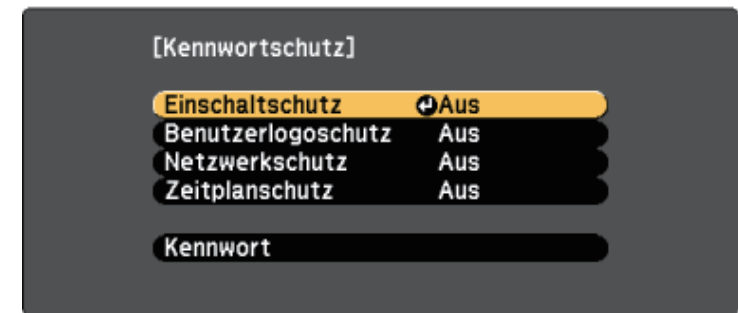 [Kennwortschutz]
Einschaltschutz Aus
Benutzerlogoschutz Aus
Netzwerkschutz Aus
Zeitplanschutz Aus
Kennwort